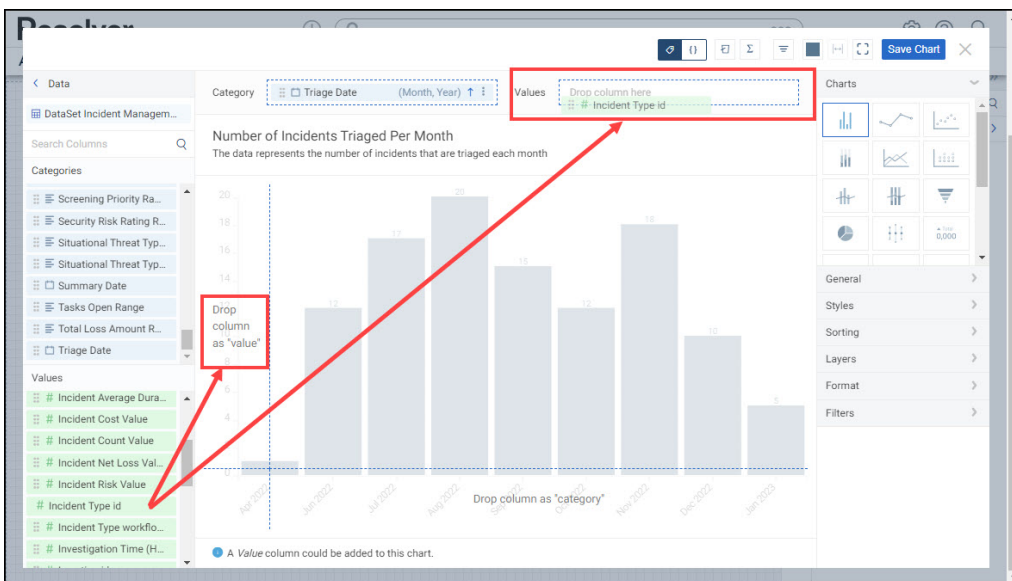 Resolver
Save Chart
Data
DataSet Incident Managem...
Search Columns
Categories
Screening Priority Ra...
Security Risk Rating R...
Situational Threat Typ...
Situational Threat Typ...
Summary Date
Tasks Open Range
Total Loss Amount R...
Triage Date
Values
# Incident Average Dura...
# Incident Cost Value
# Incident Count Value
# Incident Net Loss Val...
# Incident Risk Value
# Incident Type id
# Incident Type workflo...
# Investigation Time (H...
Category
Triage Date (Month, Year)
Values
Drop column here
# Incident Type id
Number of Incidents Triaged Per Month
The data represents the number of incidents that are triaged each month
20
18
16
14
8
6
4
0
Drop
column
as "value"
12
17
20
15
12
18
10
5
Apr 2022
Jun 2022
Jul 2022
Aug 2022
Sep 2022
Oct 2022
Nov 2022
Dec 2022
Jan 2023
Drop column as "category"
A Value column could be added to this chart.
Charts
0,000
General
Styles
Sorting
Layers
Format
Filters